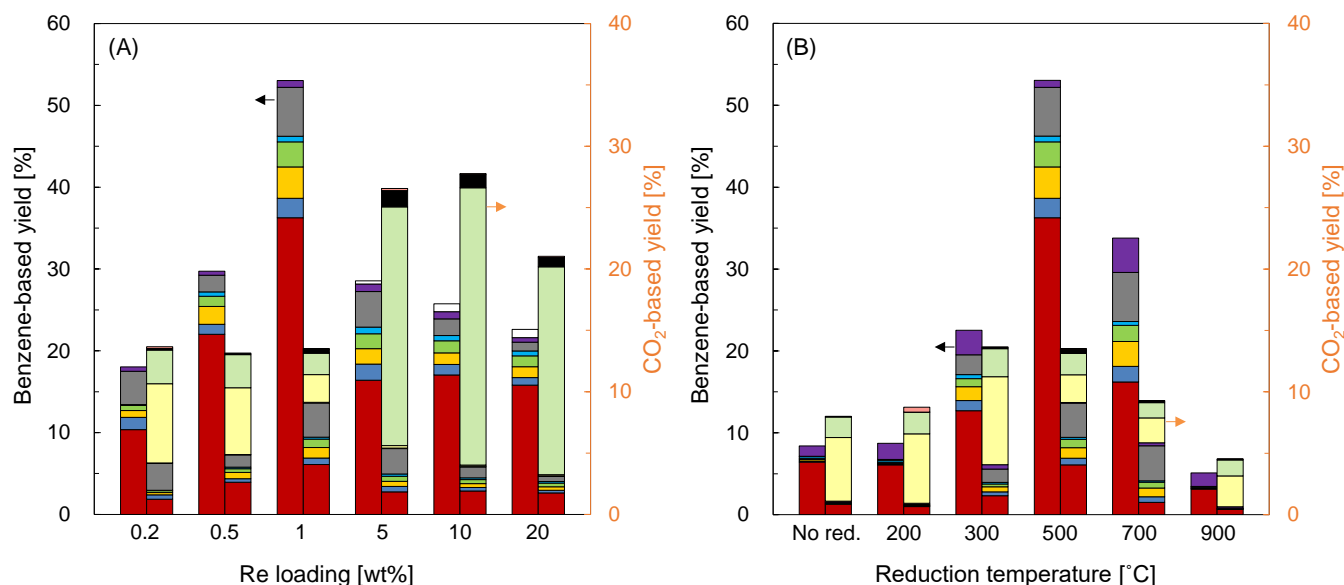 (A)
Benzene-based yield [%]
60
50
40
30
20
10
0
40
30
20
10
0
CO₂-based yield [%]
0.2 0.5 1 5 10 20
Re loading [wt%]
(B)
Benzene-based yield [%]
60
50
40
30
20
10
0
40
30
20
10
0
CO₂-based yield [%]
No red. 200 300 500 700 900
Reduction temperature [˚C]